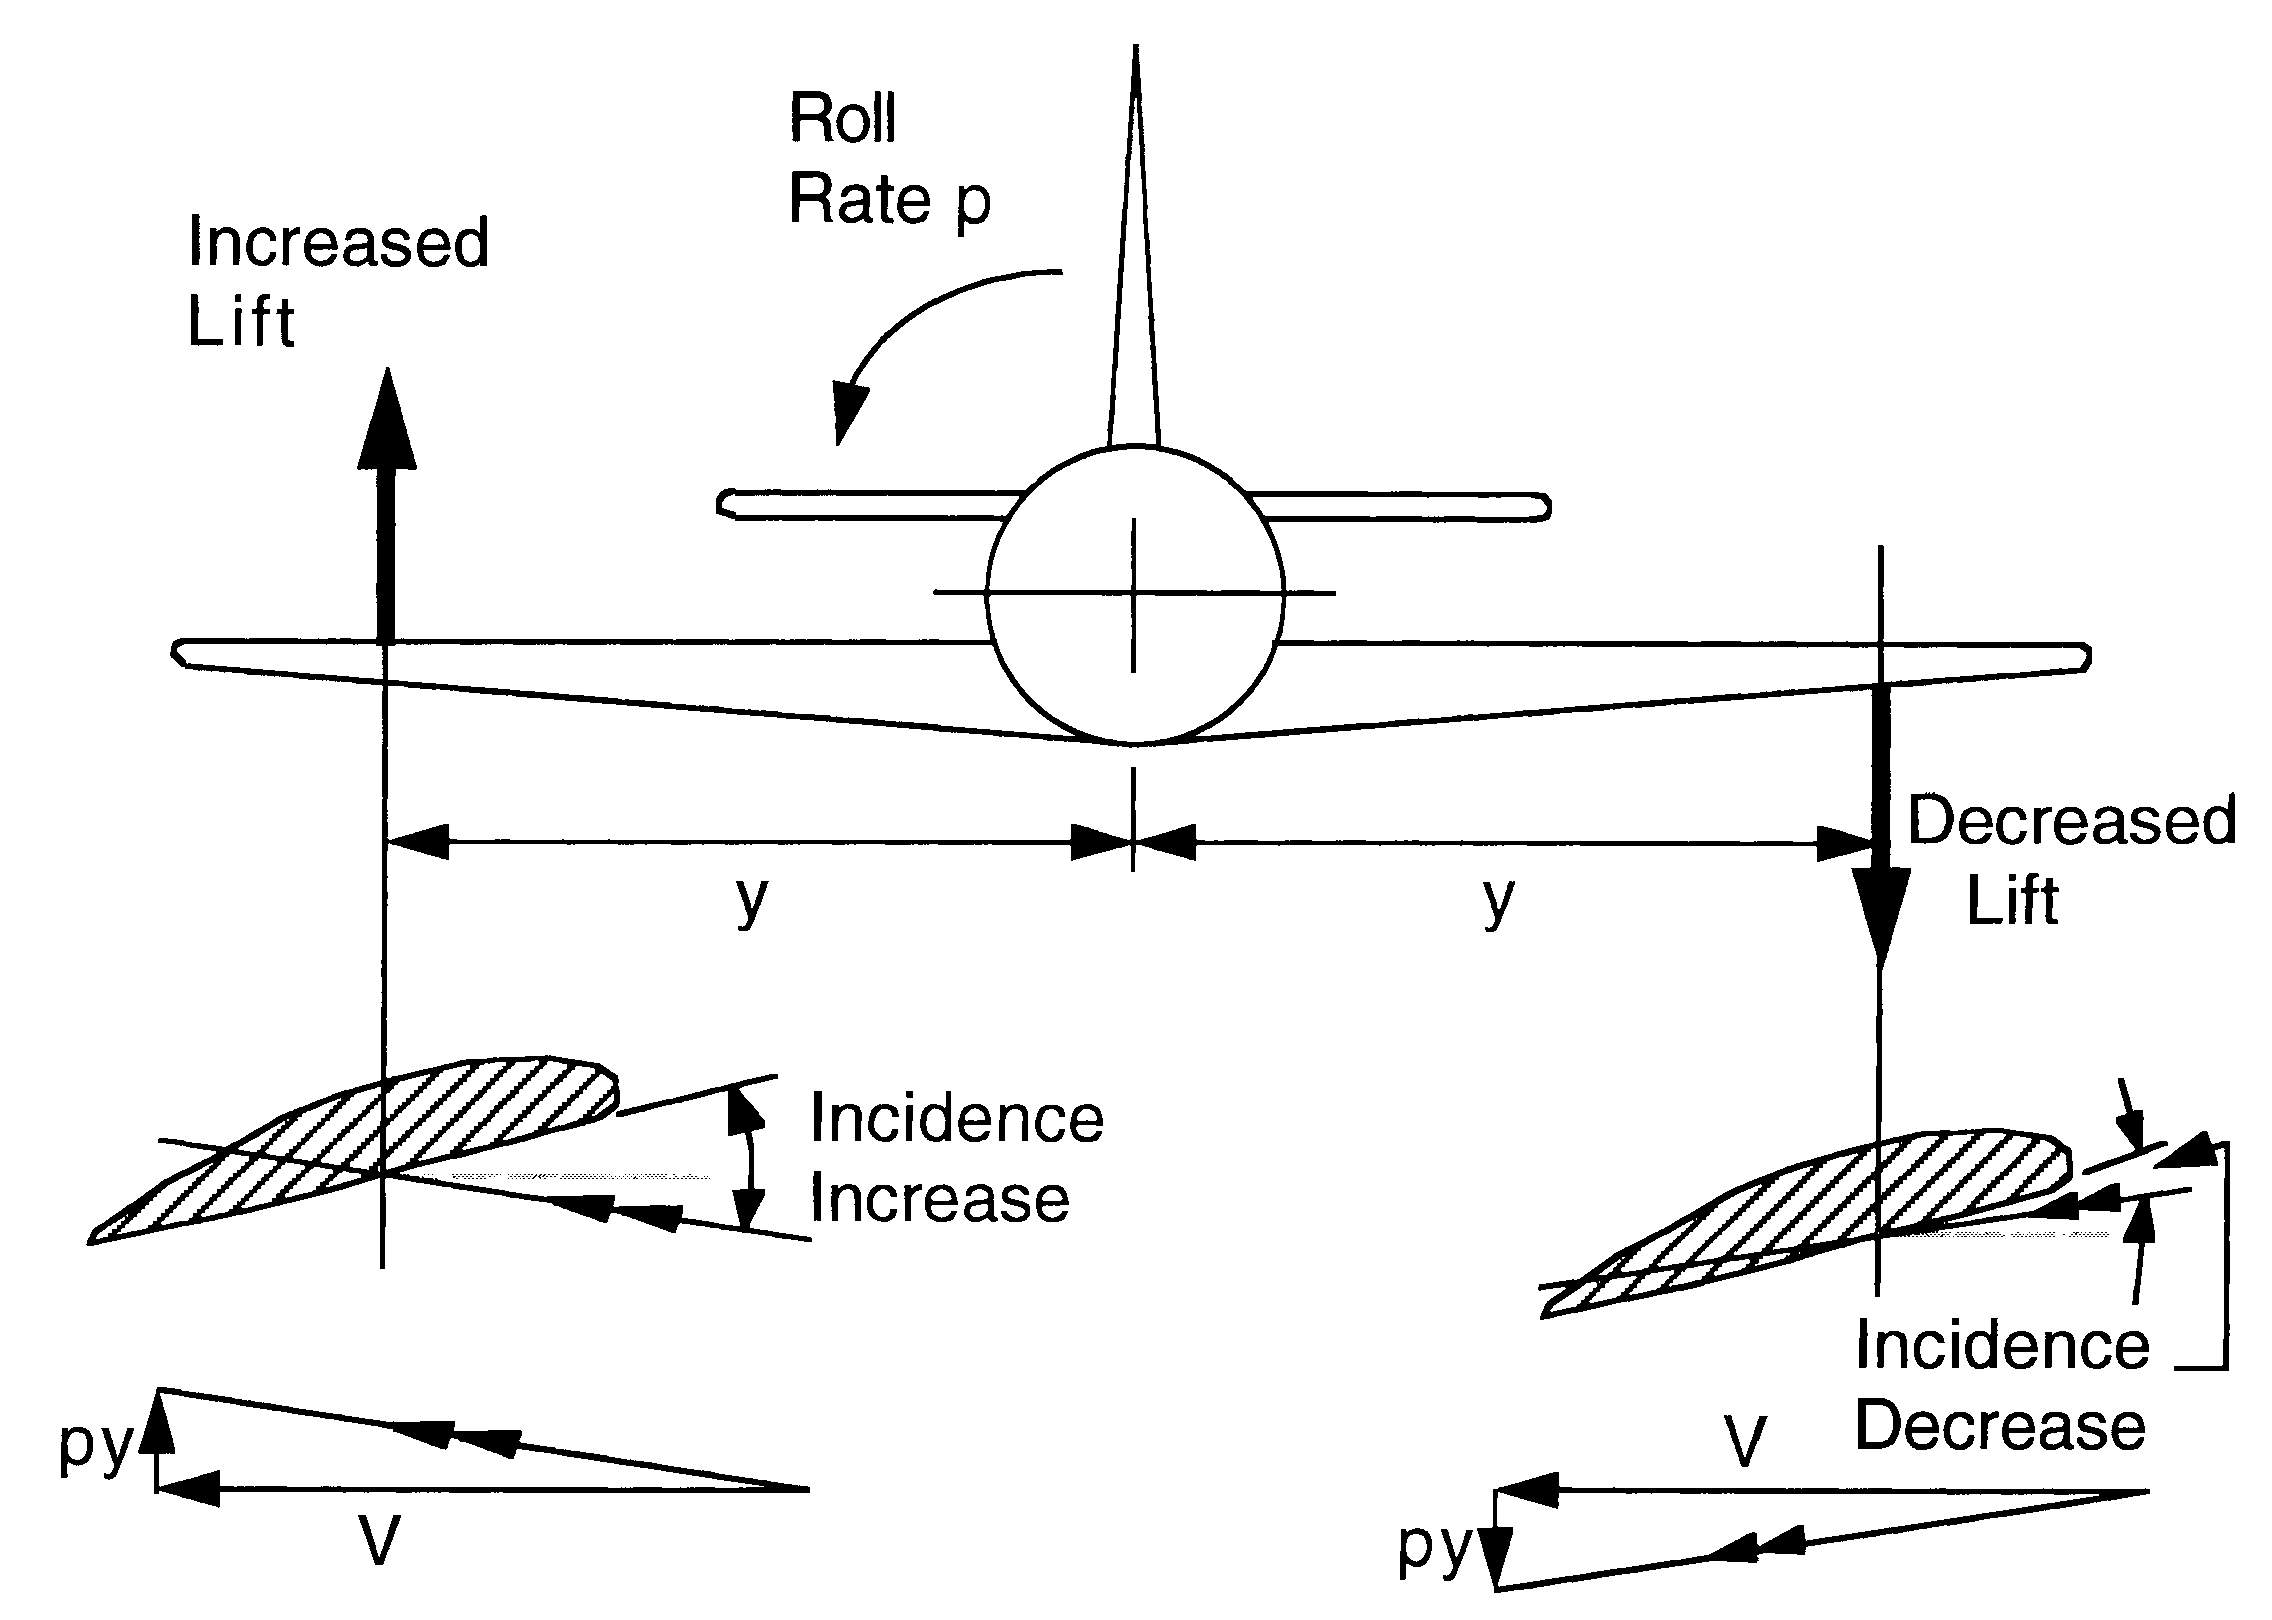 Roll
Rate p
Increased
Lift
Decreased
Lift
y
y
Incidence
Increase
Incidence
Decrease
py
V
V
py